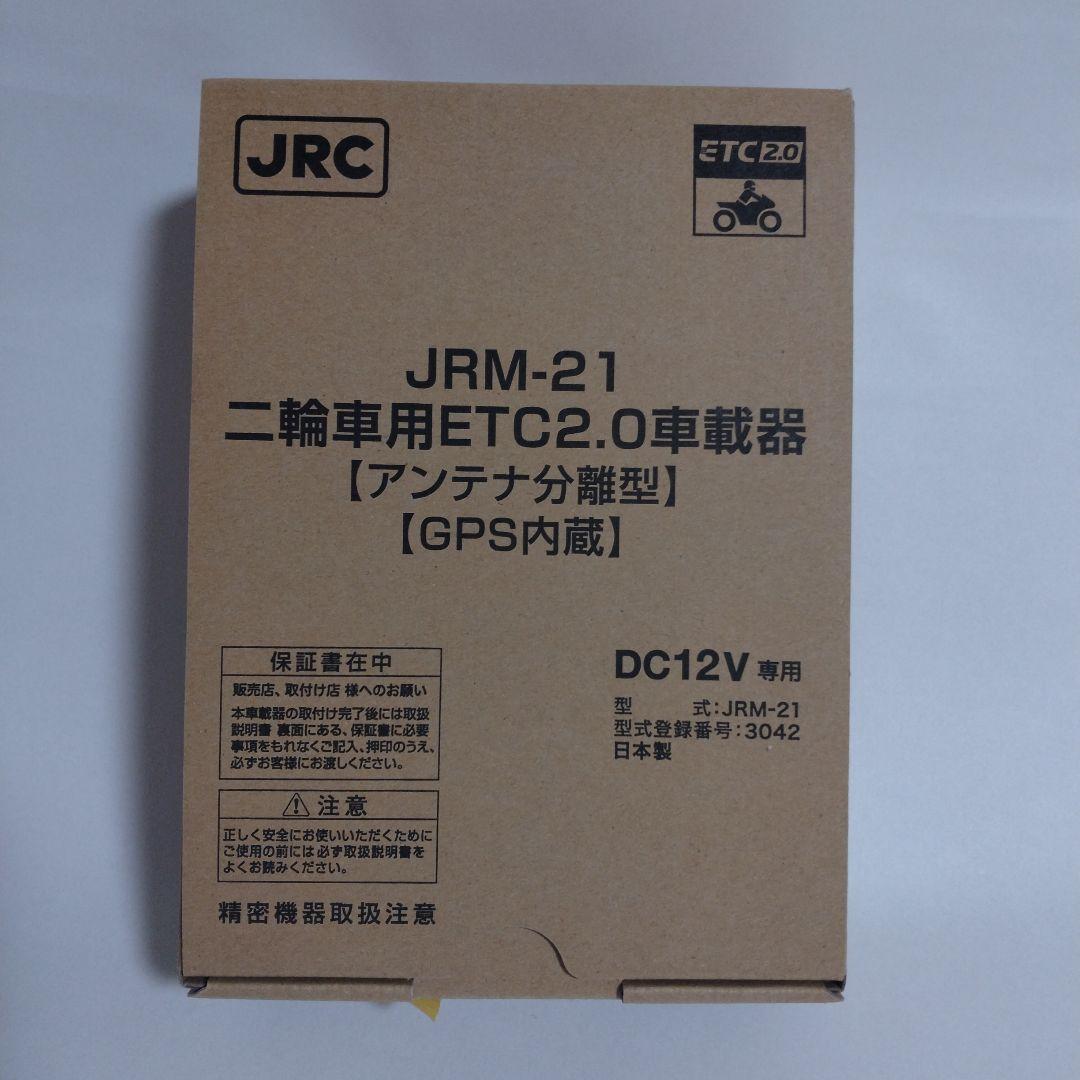 JRC
ETC2.0
JRM-21
二輪車用ETC2.0車載器
【アンテナ分離型】
【GPS内蔵】
保証書在中
販売店、取付け店 様へのお願い
本車載器の取付け完了後には取扱
説明書 裏面にある、保証書に必要
事項をもれなくご記入、押印のうえ、
必ずお客様にお渡しください。
注意
正しく安全にお使いいただくために
ご使用の前には必ず取扱説明書を
よくお読みください。
精密機器取扱注意
DC12V 専用
型 式:JRM-21
型式登録番号:3042
日本製